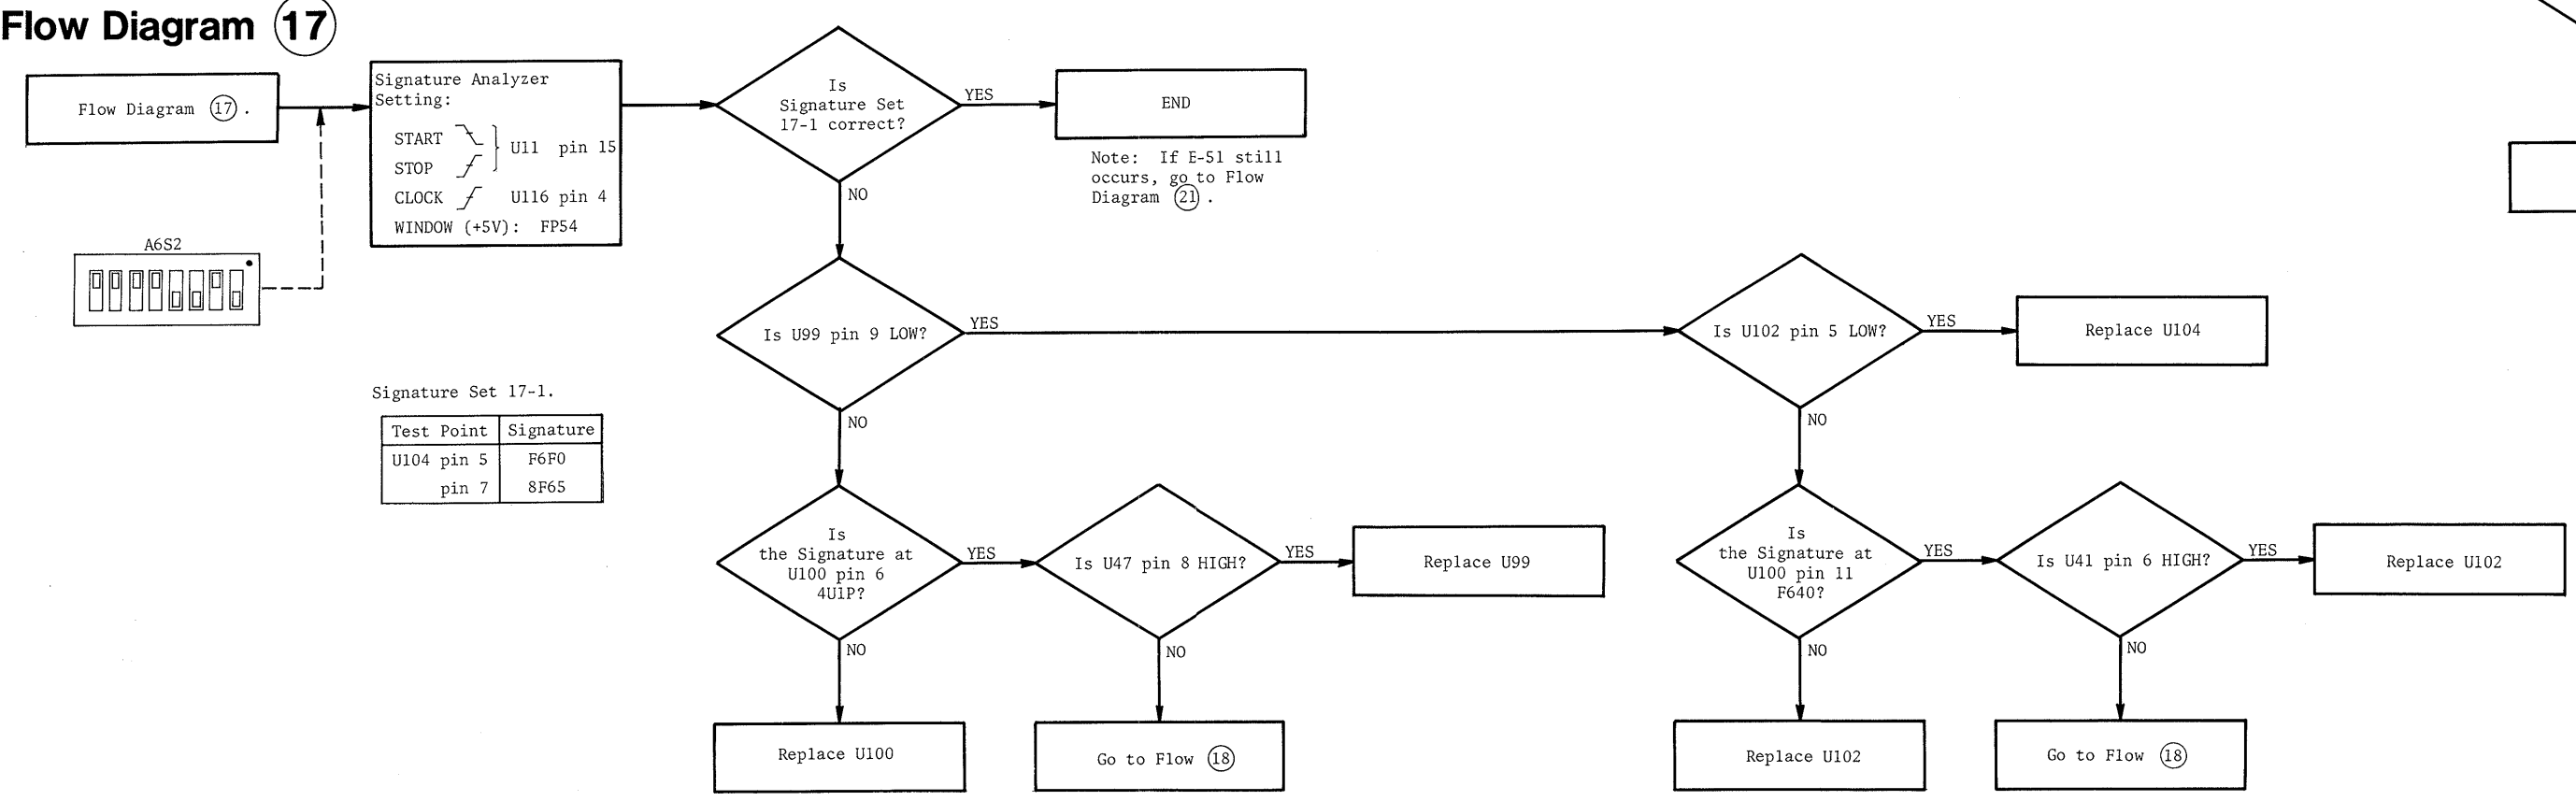 Flow Diagram 17
Flow Diagram 17 .
A6S2
Signature Analyzer
Setting:
START
STOP
U11 pin 15
CLOCK U116 pin 4
WINDOW (+5V): FP54
Signature Set 17-1.
Test Point Signature
U104 pin 5 F6F0
pin 7 8F65
Is
Signature Set
17-1 correct?
YES
END
Note: If E-51 still
occurs, go to Flow
Diagram 21 .
NO
Is U99 pin 9 LOW?
YES
Is U102 pin 5 LOW?
YES
Replace U104
NO
NO
Is
the Signature at
U100 pin 6
4U1P?
YES
Is U47 pin 8 HIGH?
YES
Replace U99
Is
the Signature at
U100 pin 11
F640?
YES
Is U41 pin 6 HIGH?
YES
Replace U102
NO
NO
NO
NO
Replace U100
Go to Flow 18
Replace U102
Go to Flow 18